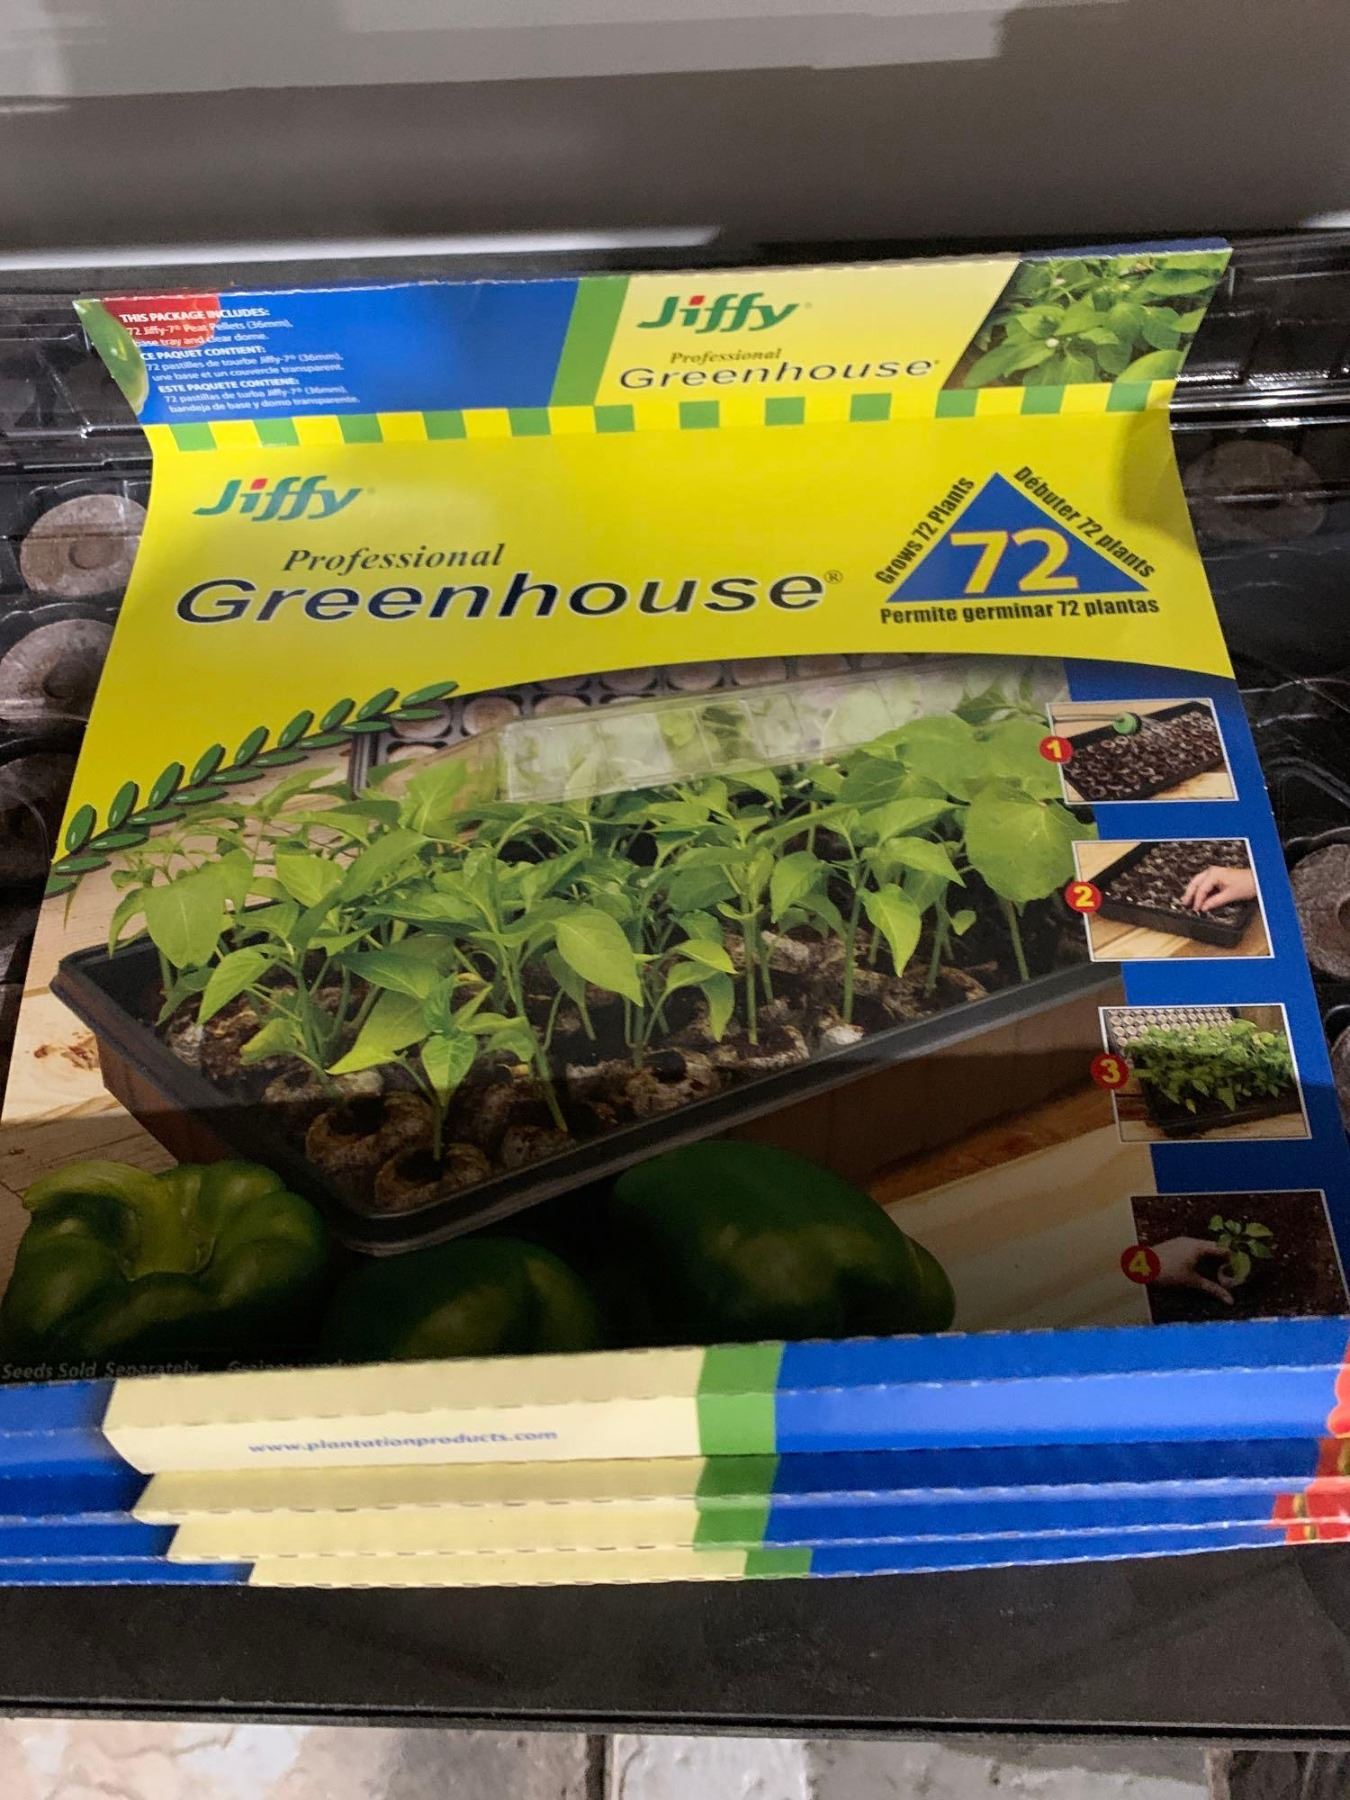 THIS PACKAGE INCLUDES:
72 Jiffy-7® Peat Pellets (36mm),
base tray and clear dome.
CE PAQUET CONTIENT:
72 pastilles de tourbe Jiffy-7® (36mm),
une base et un couvercle transparent.
ESTE PAQUETE CONTIENE:
72 pastillas de turba Jiffy-7® (36mm),
bandeja de base y domo transparente.
Jiffy®
Professional
Greenhouse®
Jiffy®
Professional
Greenhouse®
Grows 72 Plants
Débuter 72 plants
72
Permite germinar 72 plantas
1
2
3
4
Seeds Sold Separately
www.plantationproducts.com